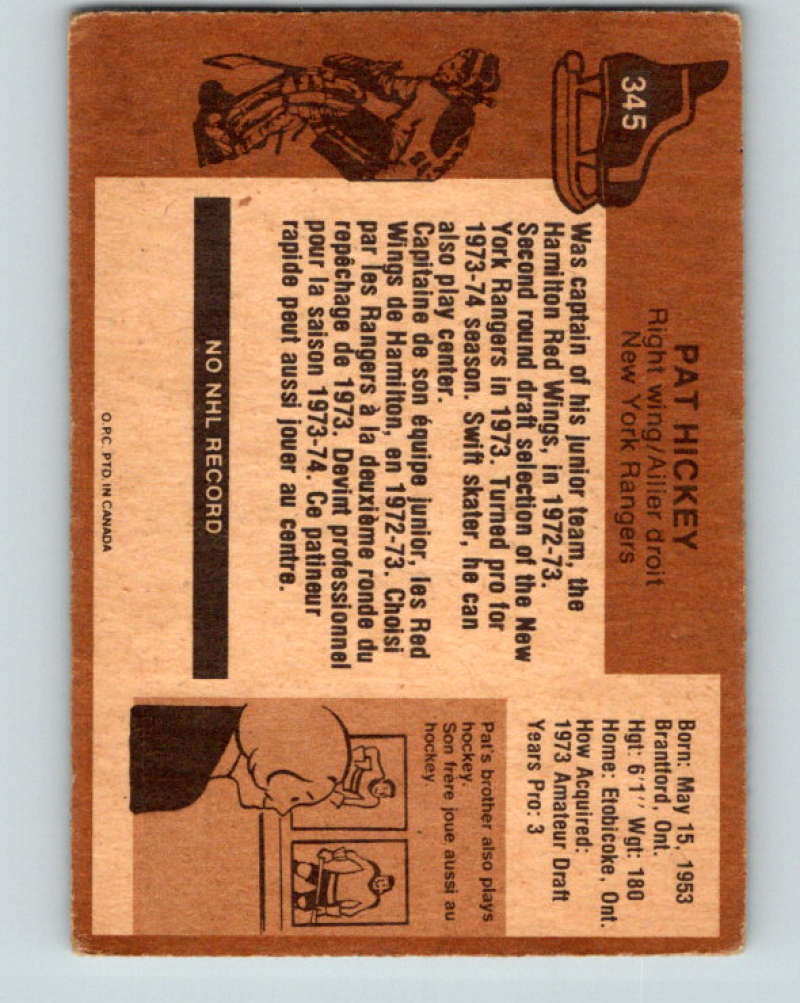 345
PAT HICKEY
Right wing/Ailier droit
New York Rangers
Was captain of his junior team, the
Hamilton Red Wings, in 1972-73.
Second round draft selection of the New
York Rangers in 1973. Turned pro for
1973-74 season. Swift skater, he can
also play center.
Capitaine de son équipe junior, les Red
Wings de Hamilton, en 1972-73. Choisi
par les Rangers à la deuxième ronde du
repêchage de 1973. Devint professionnel
pour la saison 1973-74. Ce patineur
rapide peut aussi jouer au centre.
NO NHL RECORD
O.P.C. PTD. IN CANADA
Born: May 15, 1953
Brantford, Ont.
Hgt: 6'1'' Wgt: 180
Home: Etobicoke, Ont.
How Acquired:
1973 Amateur Draft
Years Pro: 3
Pat's brother also plays
hockey.
Son frère joue aussi au
hockey